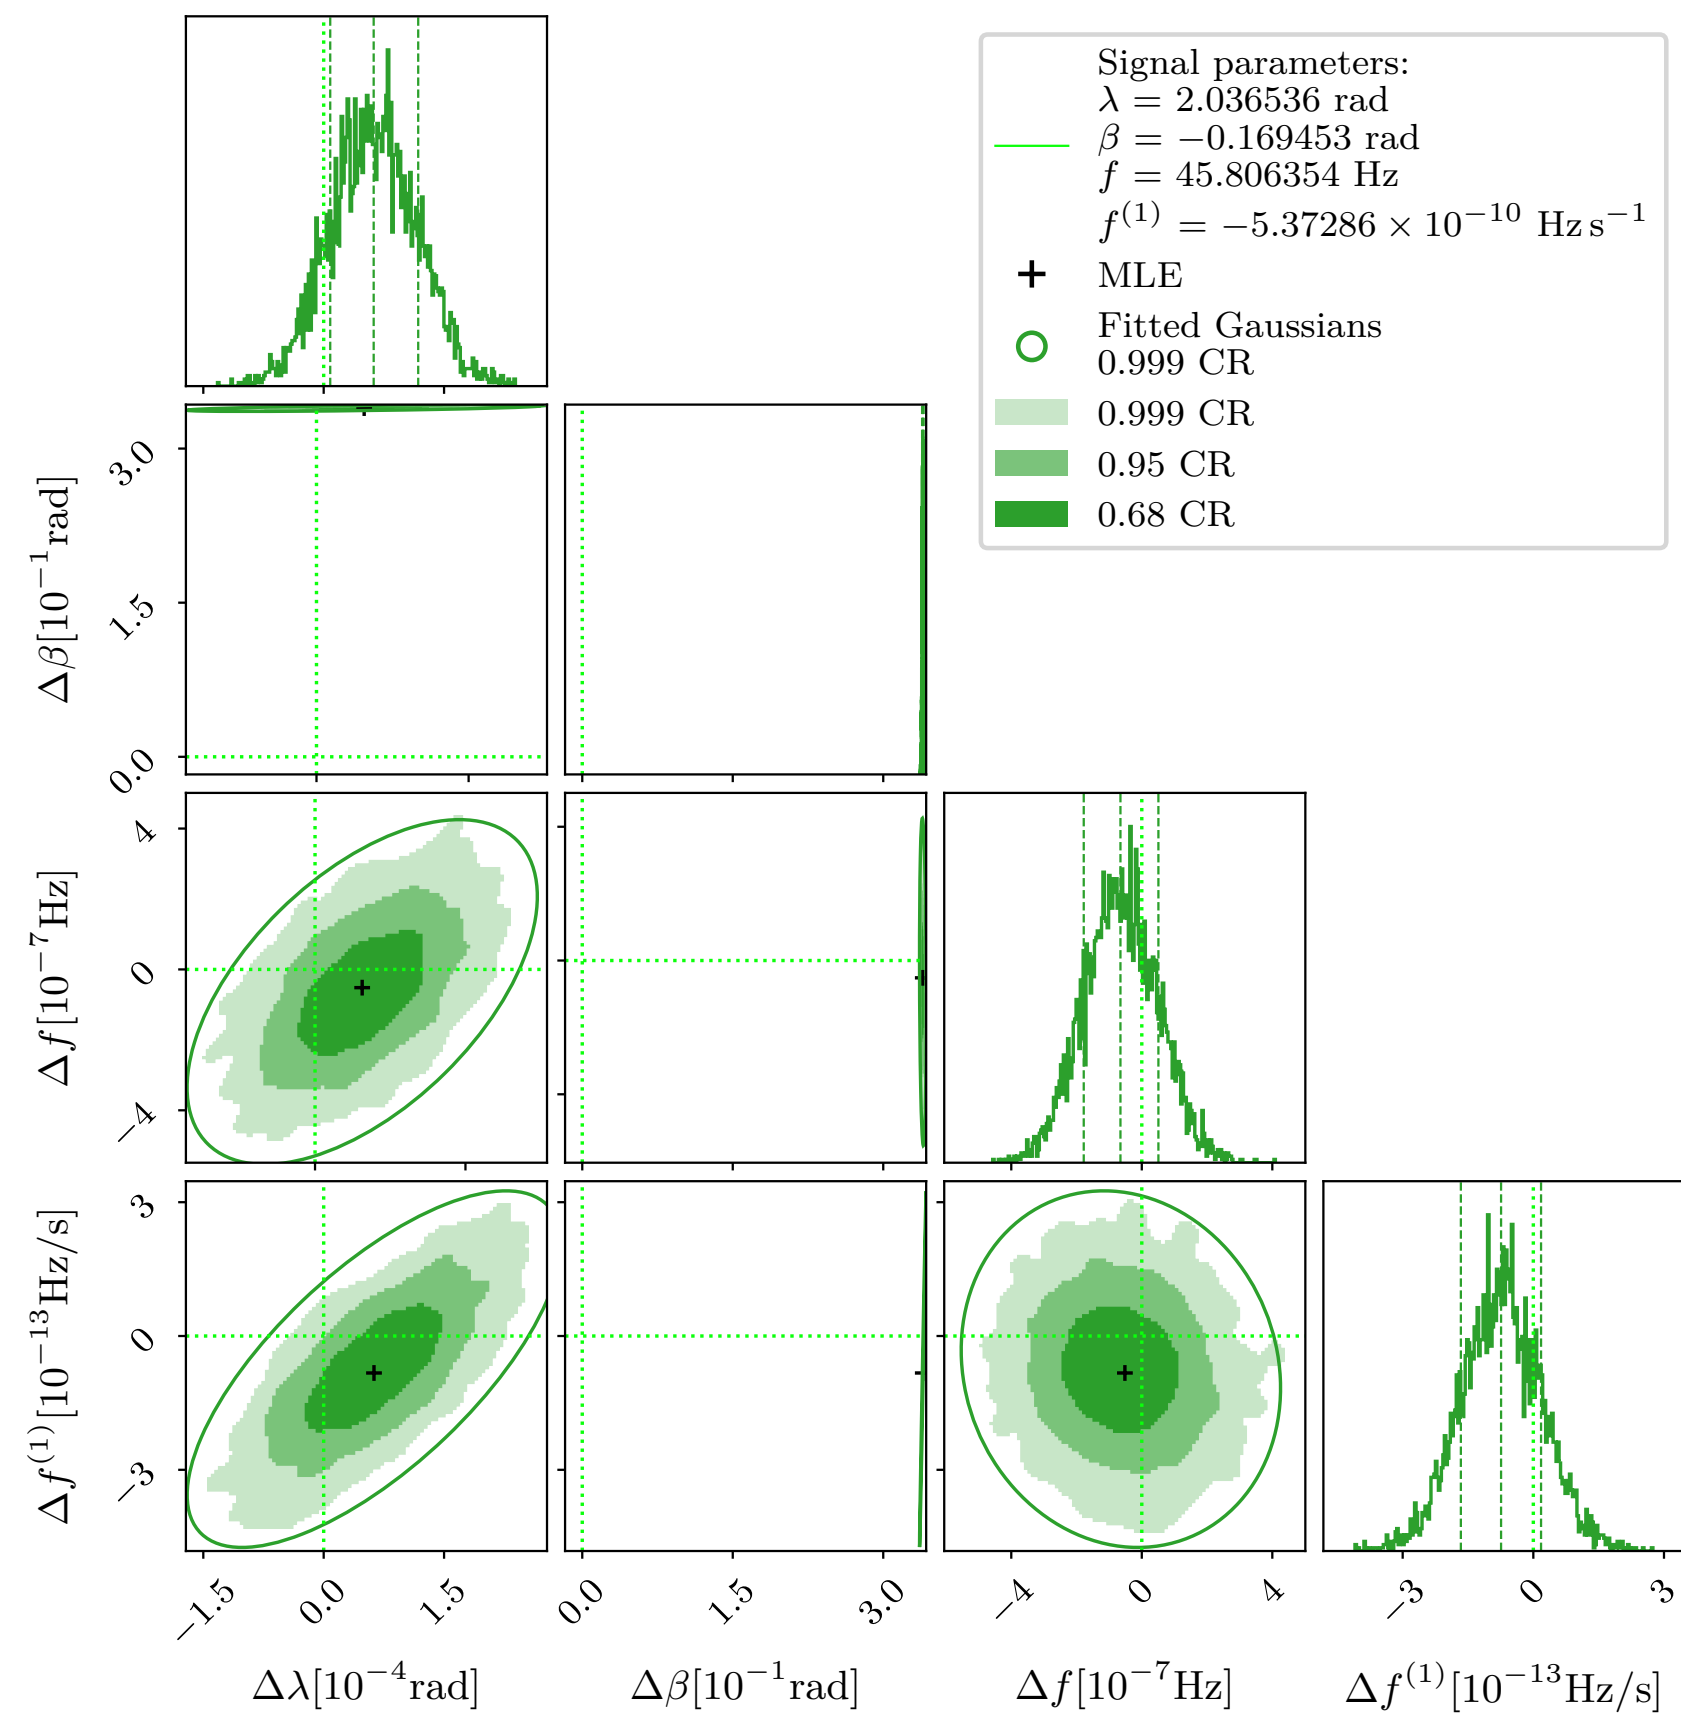 Signal parameters:
λ = 2.036536 rad
β = −0.169453 rad
f = 45.806354 Hz
f⁽¹⁾ = −5.37286 × 10⁻¹⁰ Hz s⁻¹
MLE
Fitted Gaussians
0.999 CR
0.999 CR
0.95 CR
0.68 CR
Δβ[10⁻¹rad]
3.0
1.5
0.0
Δf[10⁻⁷Hz]
4
0
−4
Δf⁽¹⁾[10⁻¹³Hz/s]
3
0
−3
−1.5 0.0 1.5
0.0 1.5 3.0
−4 0 4
−3 0 3
Δλ[10⁻⁴rad]
Δβ[10⁻¹rad]
Δf[10⁻⁷Hz]
Δf⁽¹⁾[10⁻¹³Hz/s]